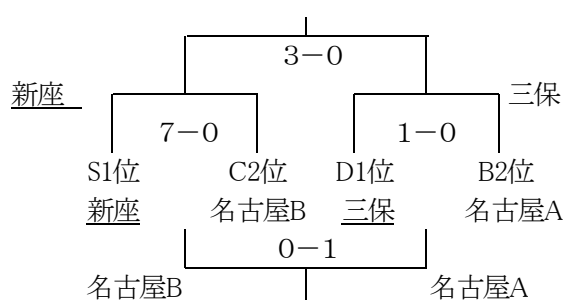 3−0
新座 三保
7−0 1−0
S1位 C2位 D1位 B2位
新座 名古屋B 三保 名古屋A
0−1
名古屋B 名古屋A